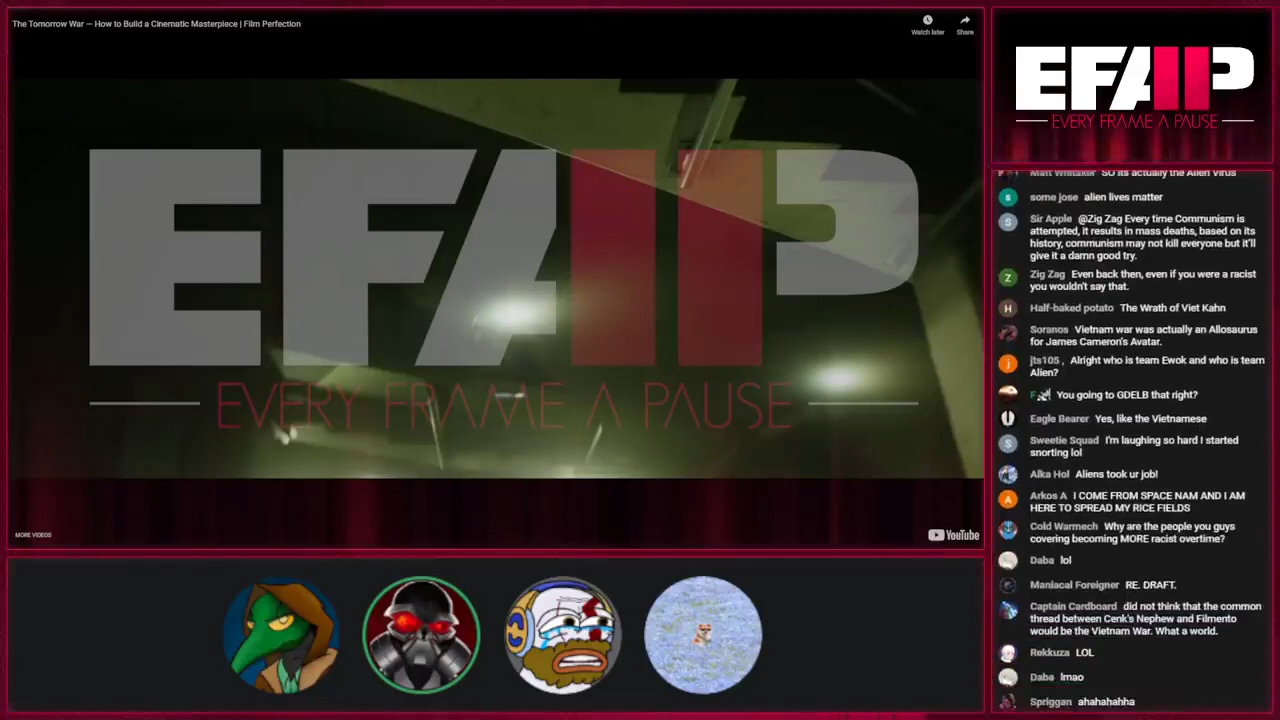 The Tomorrow War – How to Build a Cinematic Masterpiece | Film Perfection
Watch later
Share
EFAP
EVERY FRAME A PAUSE
MORE VIDEOS
YouTube
EFAP
EVERY FRAME A PAUSE
Matt Whitaker SO its actually the Alien Virus
some jose alien lives matter
Sir Apple @Zig Zag Every time Communism is
attempted, it results in mass deaths, based on its
history, communism may not kill everyone but it'll
give it a damn good try.
Zig Zag Even back then, even if you were a racist
you wouldn't say that.
Half-baked potato The Wrath of Viet Kahn
Soranos Vietnam war was actually an Allosaurus
for James Cameron's Avatar.
jts105 , Alright who is team Ewok and who is team
Alien?
You going to GDELB that right?
Eagle Bearer Yes, like the Vietnamese
Sweetie Squad I'm laughing so hard I started
snorting lol
Alka Hol Aliens took ur job!
Arkos A I COME FROM SPACE NAM AND I AM
HERE TO SPREAD MY RICE FIELDS
Cold Warmech Why are the people you guys
covering becoming MORE racist overtime?
Daba lol
Maniacal Foreigner RE. DRAFT.
Captain Cardboard did not think that the common
thread between Cenk's Nephew and Filmento
would be the Vietnam War. What a world.
Rekkuza LOL
Daba lmao
Spriggan ahahahahha